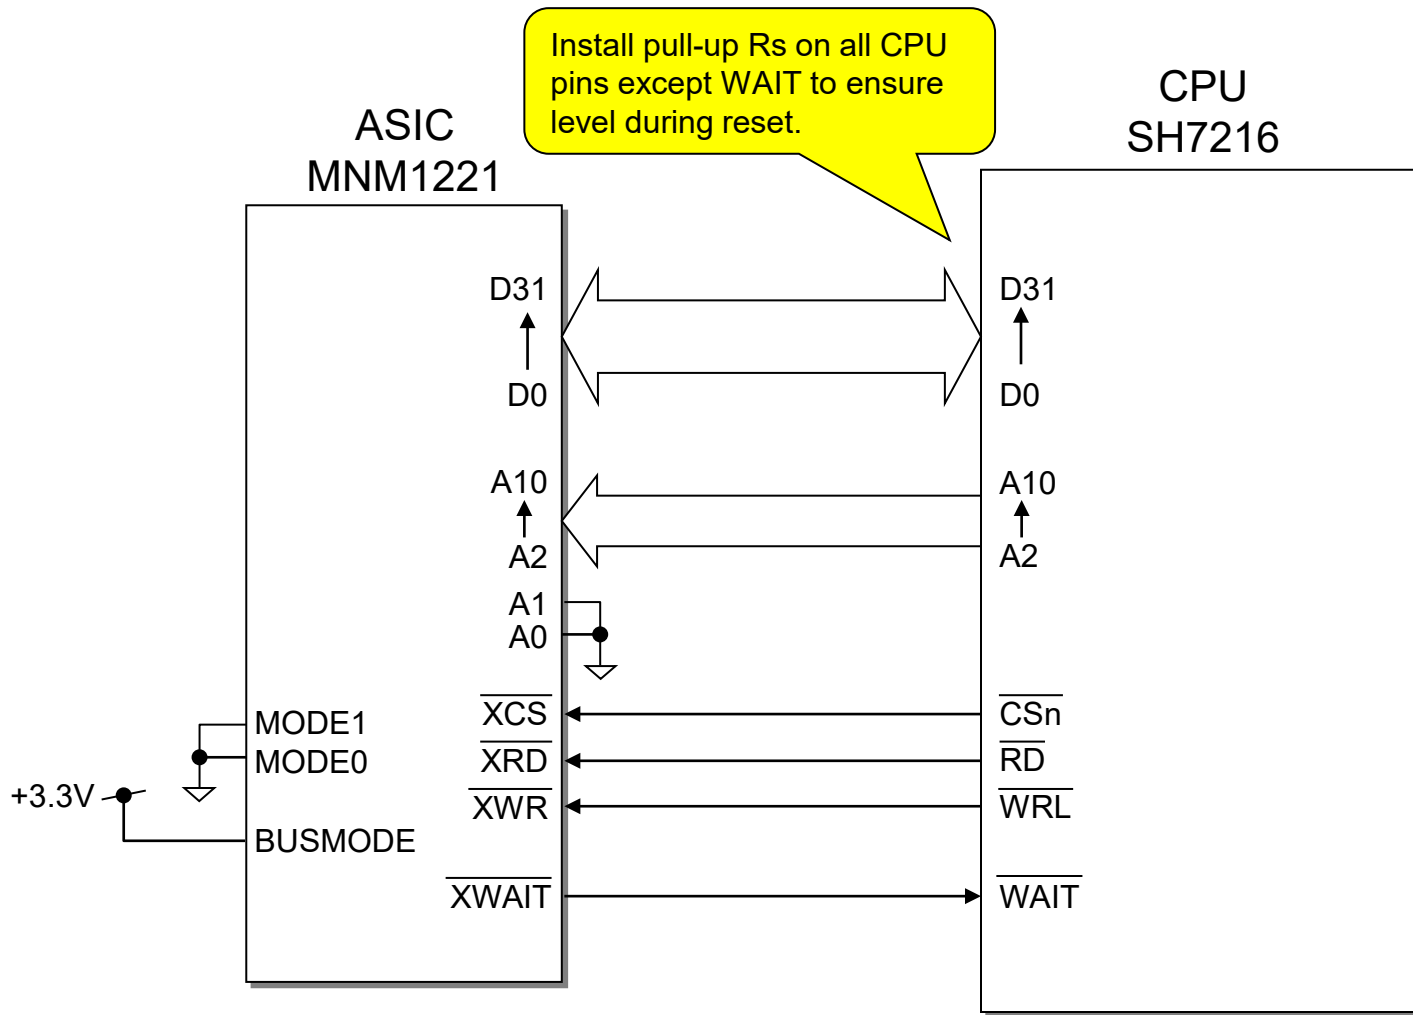 Install pull-up Rs on all CPU
pins except WAIT to ensure
level during reset.
CPU
SH7216
ASIC
MNM1221
D31
D0
A10
A2
A1
A0
XCS
XRD
XWR
XWAIT
MODE1
MODE0
+3.3V
BUSMODE
D31
D0
A10
A2
CSn
RD
WRL
WAIT